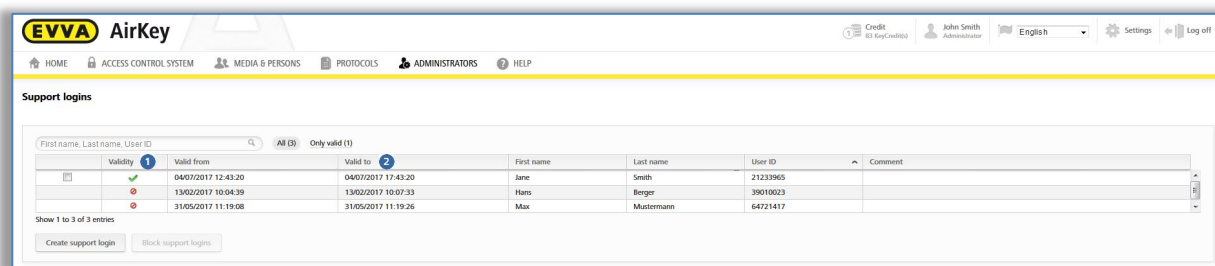 EVVA AirKey
Credit
83 KeyCredit(s)
John Smith
Administrator
English
Settings
Log off
HOME ACCESS CONTROL SYSTEM MEDIA & PERSONS PROTOCOLS ADMINISTRATORS HELP
Support logins
First name, Last name, User ID All (3) Only valid (1)
Validity 1 Valid from Valid to 2 First name Last name User ID Comment
04/07/2017 12:43:20 04/07/2017 17:43:20 Jane Smith 21233965
13/02/2017 10:04:39 13/02/2017 10:07:33 Hans Berger 39010023
31/05/2017 11:19:08 31/05/2017 11:19:26 Max Mustermann 64721417
Show 1 to 3 of 3 entries
Create support login Block support logins